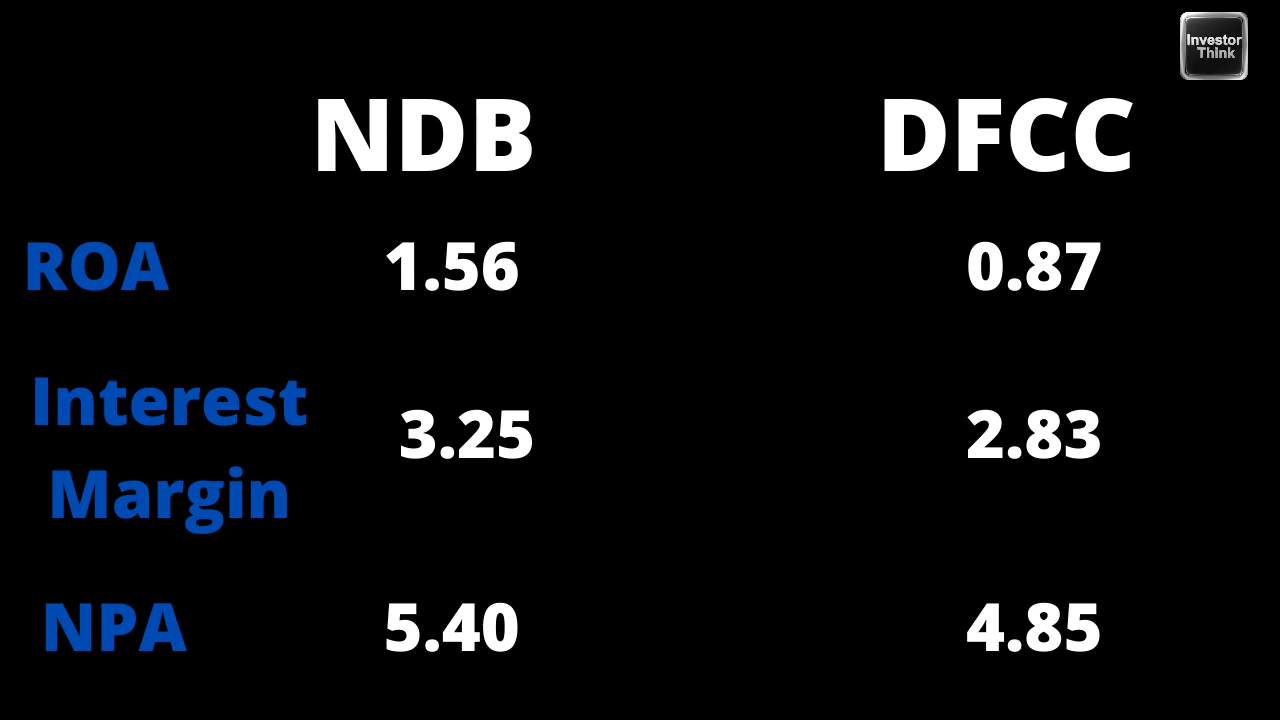 Investor
Think
NDB DFCC
ROA 1.56 0.87
Interest
Margin 3.25 2.83
NPA 5.40 4.85